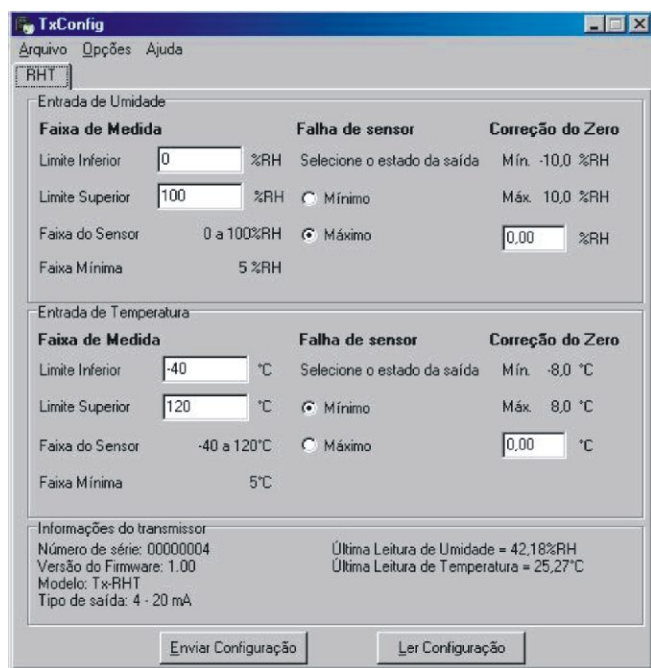 TxConfig
Arquivo Opções Ajuda
RHT
Entrada de Umidade
Faixa de Medida Falha de sensor Correção do Zero
Limite Inferior 0 %RH Selecione o estado da saída Mín. -10,0 %RH
Limite Superior 100 %RH Mínimo Máx. 10,0 %RH
Faixa do Sensor 0 a 100%RH Máximo 0,00 %RH
Faixa Mínima 5 %RH
Entrada de Temperatura
Faixa de Medida Falha de sensor Correção do Zero
Limite Inferior -40 °C Selecione o estado da saída Mín. -8,0 °C
Limite Superior 120 °C Mínimo Máx. 8,0 °C
Faixa do Sensor -40 a 120°C Máximo 0,00 °C
Faixa Mínima 5°C
Informações do transmissor
Número de série: 00000004 Última Leitura de Umidade = 42,18%RH
Versão do Firmware: 1.00 Última Leitura de Temperatura = 25,27°C
Modelo: Tx-RHT
Tipo de saída: 4 - 20 mA
Enviar Configuração Ler Configuração